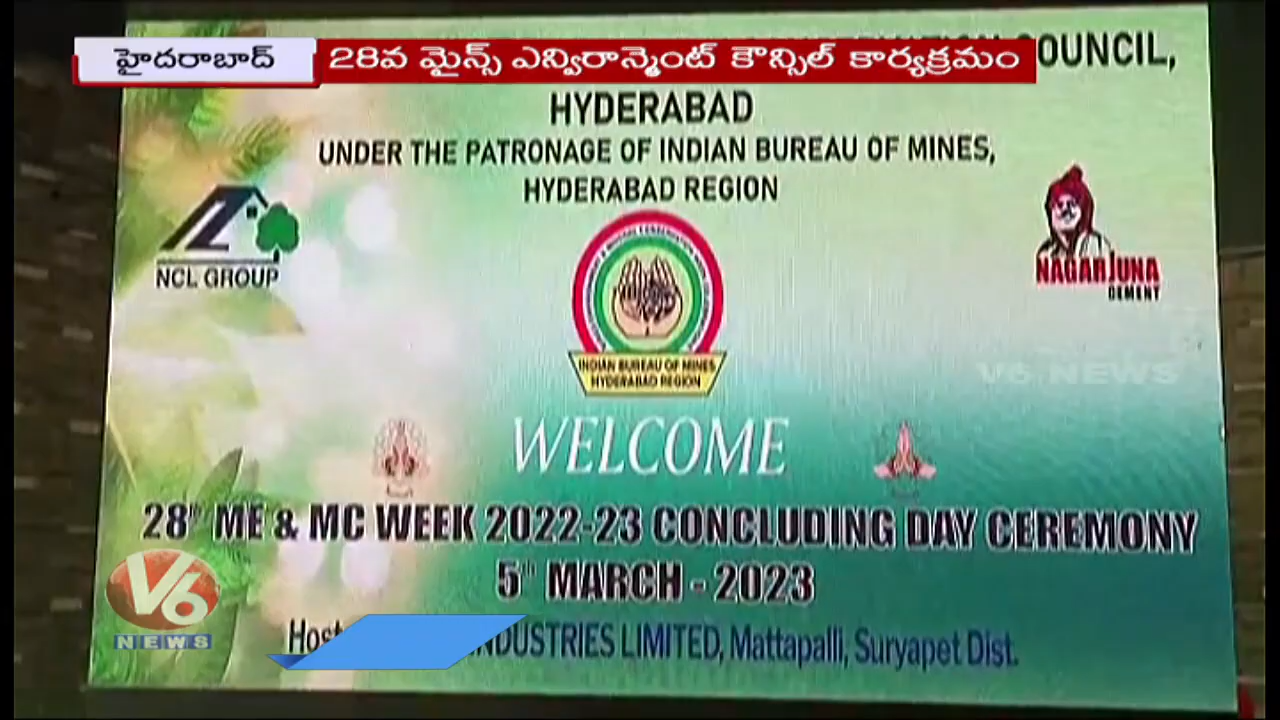 హైదరాబాద్
28వ మైన్స్ ఎన్విరాన్మెంట్ కౌన్సిల్ కార్యక్రమం
COUNCIL,
HYDERABAD
UNDER THE PATRONAGE OF INDIAN BUREAU OF MINES,
HYDERABAD REGION
NCL GROUP
NAGARJUNA
CEMENT
INDIAN BUREAU OF MINES
HYDERABAD REGION
V6 NEWS
WELCOME
28th ME & MC WEEK 2022-23 CONCLUDING DAY CEREMONY
5th MARCH - 2023
V6
NEWS
INDUSTRIES LIMITED, Mattapalli, Suryapet Dist.